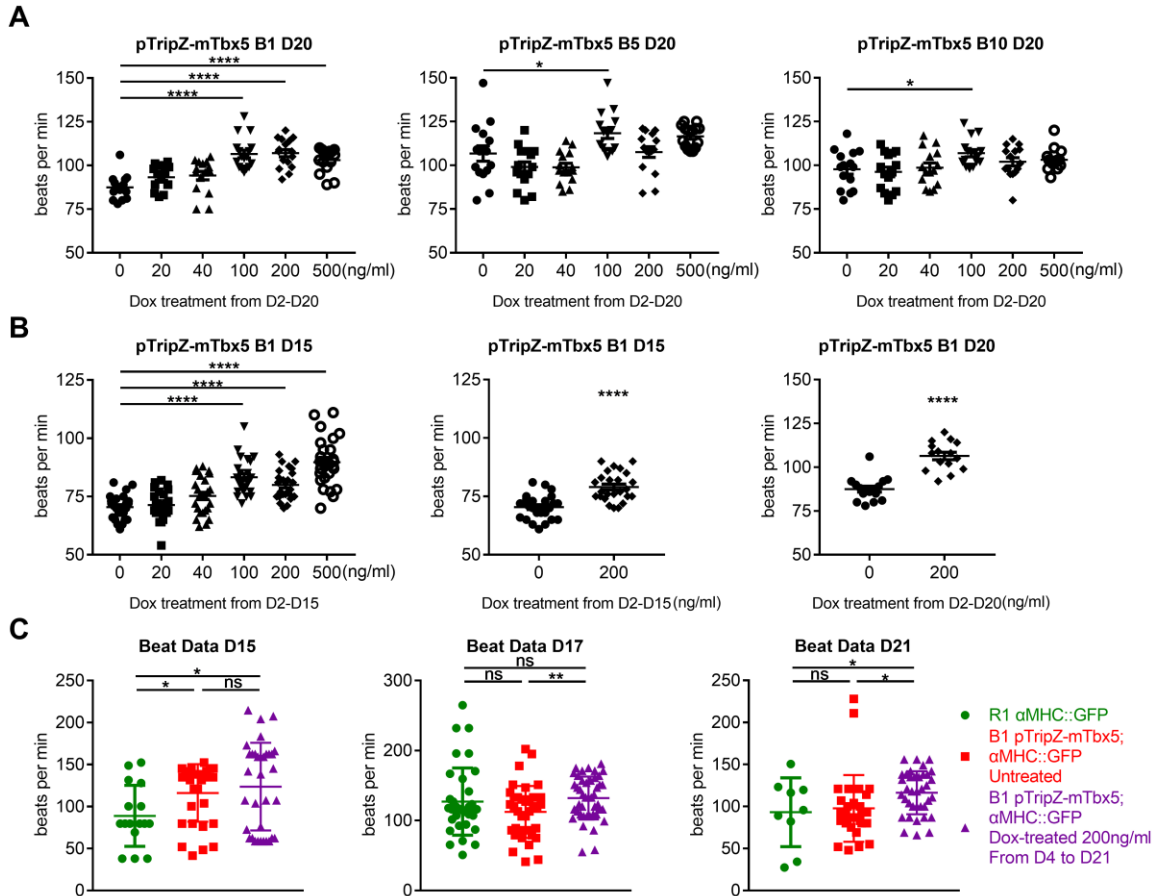 A
pTripZ-mTbx5 B1 D20
****
****
****
150
125
100
75
50
beats per min
0 20 40 100 200 500(ng/ml)
Dox treatment from D2-D20
pTripZ-mTbx5 B5 D20
*
150
125
100
75
50
beats per min
0 20 40 100 200 500(ng/ml)
Dox treatment from D2-D20
pTripZ-mTbx5 B10 D20
*
150
125
100
75
50
beats per min
0 20 40 100 200 500(ng/ml)
Dox treatment from D2-D20
B
pTripZ-mTbx5 B1 D15
****
****
****
125
100
75
50
beats per min
0 20 40 100 200 500(ng/ml)
Dox treatment from D2-D15
pTripZ-mTbx5 B1 D15
****
125
100
75
50
beats per min
0 200
Dox treatment from D2-D15(ng/ml)
pTripZ-mTbx5 B1 D20
****
150
125
100
75
50
beats per min
0 200
Dox treatment from D2-D20(ng/ml)
C
Beat Data D15
*
* ns
250
200
150
100
50
0
beats per min
Beat Data D17
ns
ns **
300
200
100
0
beats per min
Beat Data D21
*
ns *
250
200
150
100
50
0
beats per min
R1 αMHC::GFP
B1 pTripZ-mTbx5;
αMHC::GFP
Untreated
B1 pTripZ-mTbx5;
αMHC::GFP
Dox-treated 200ng/ml
From D4 to D21